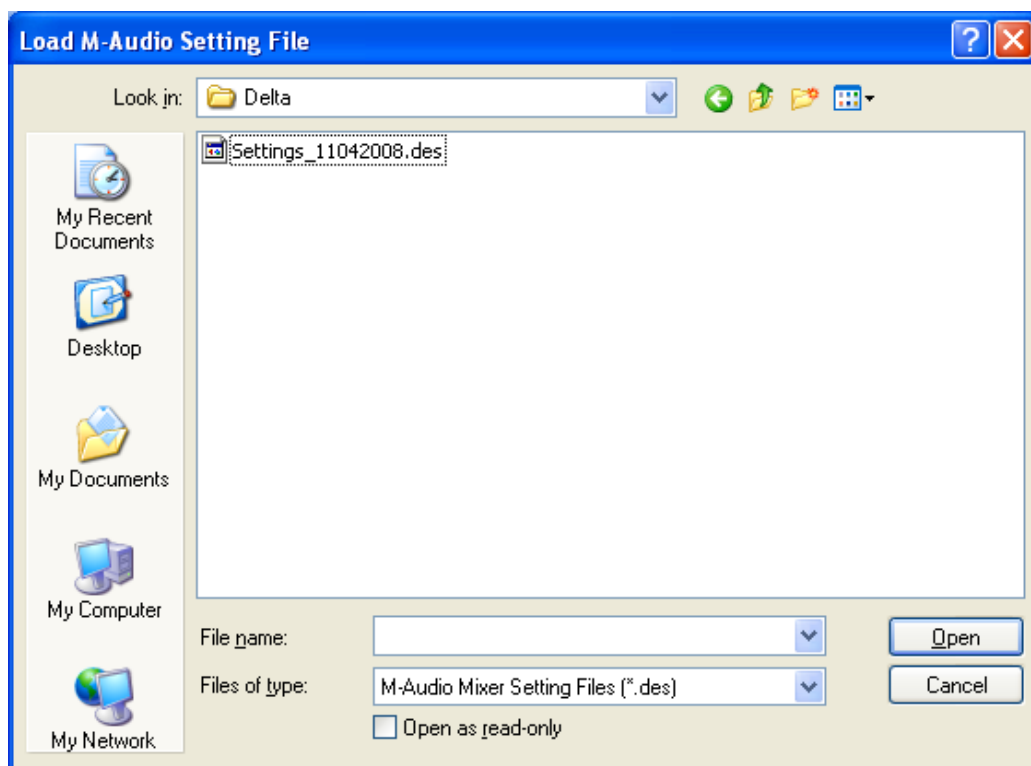 Load M-Audio Setting File
Look in:
Delta
Settings_11042008.des
My Recent
Documents
Desktop
My Documents
My Computer
My Network
File name:
Open
Files of type:
M-Audio Mixer Setting Files (*.des)
Cancel
Open as read-only